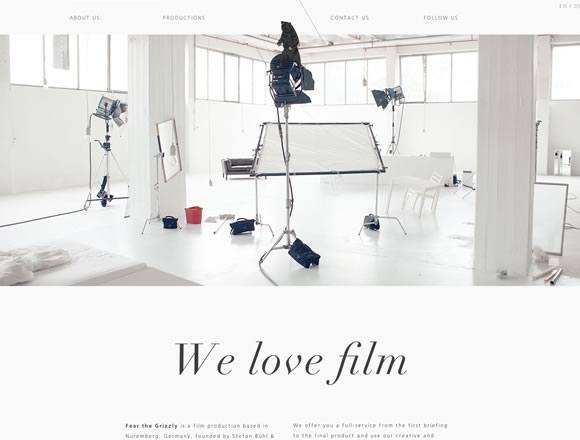 EN / DE
ABOUT US
PRODUCTIONS
CONTACT US
FOLLOW US
We love film
Fear the Grizzly is a film production based in
Nuremberg, Germany, founded by Stefan Bühl &
We offer you a full-service from the first briefing
to the final product and use our creative and